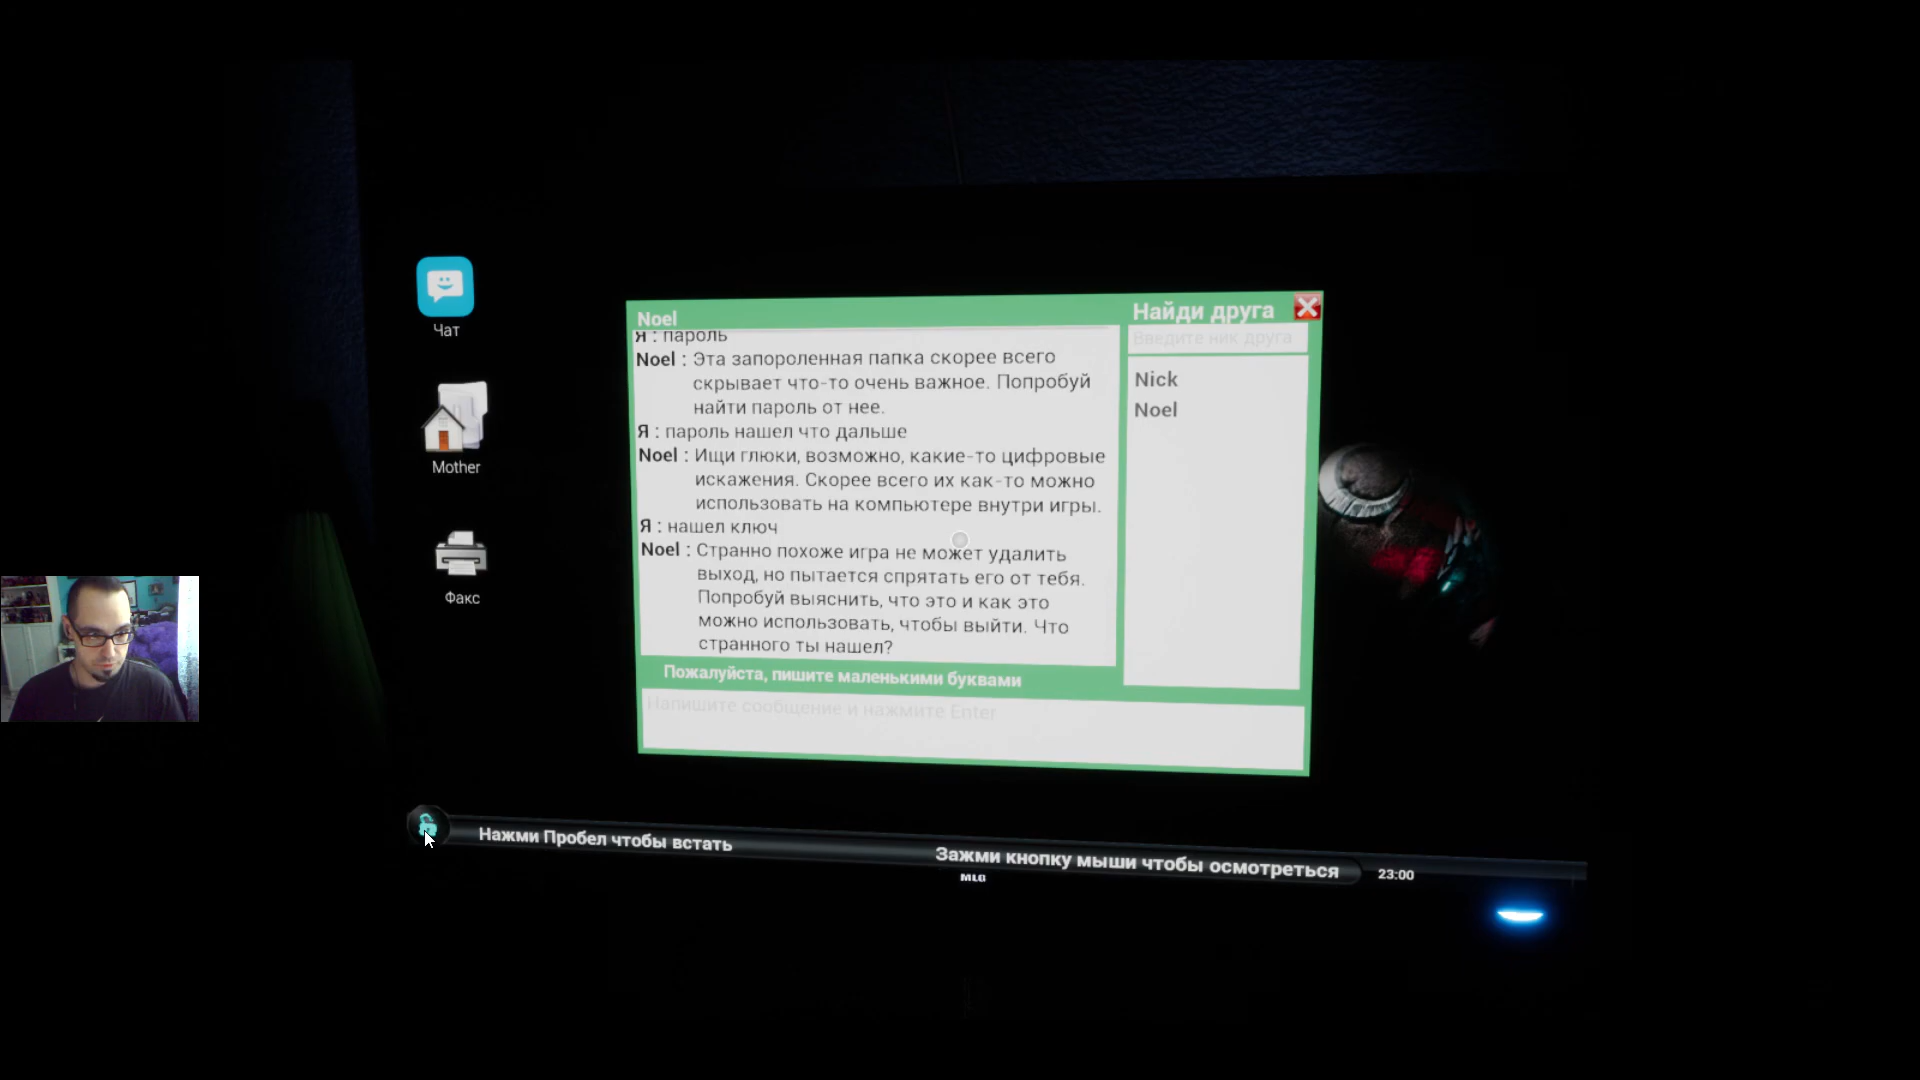 Чат
Mother
Факс
Noel
Найди друга
Введите ник друга
Я : пароль
Noel : Эта запороленная папка скорее всего
скрывает что-то очень важное. Попробуй
найти пароль от нее.
Я : пароль нашел что дальше
Noel : Ищи глюки, возможно, какие-то цифровые
искажения. Скорее всего их как-то можно
использовать на компьютере внутри игры.
Я : нашел ключ
Noel : Странно похоже игра не может удалить
выход, но пытается спрятать его от тебя.
Попробуй выяснить, что это и как это
можно использовать, чтобы выйти. Что
странного ты нашел?
Nick
Noel
Пожалуйста, пишите маленькими буквами
Напишите сообщение и нажмите Enter
Нажми Пробел чтобы встать
Зажми кнопку мыши чтобы осмотреться
23:00
MLG